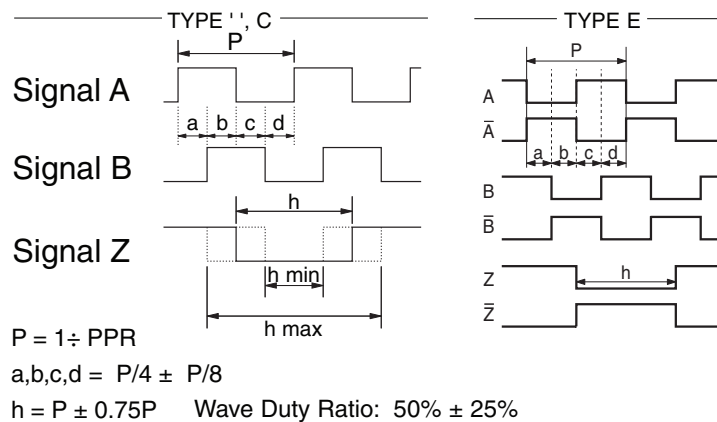 TYPE ' ', C
P
Signal A
a b c d
Signal B
h
Signal Z
h min
h max
P = 1÷ PPR
a,b,c,d = P/4 ± P/8
h = P ± 0.75P Wave Duty Ratio: 50% ± 25%
TYPE E
P
A
A̅
a b c d
B
B̅
Z
h
Z̅